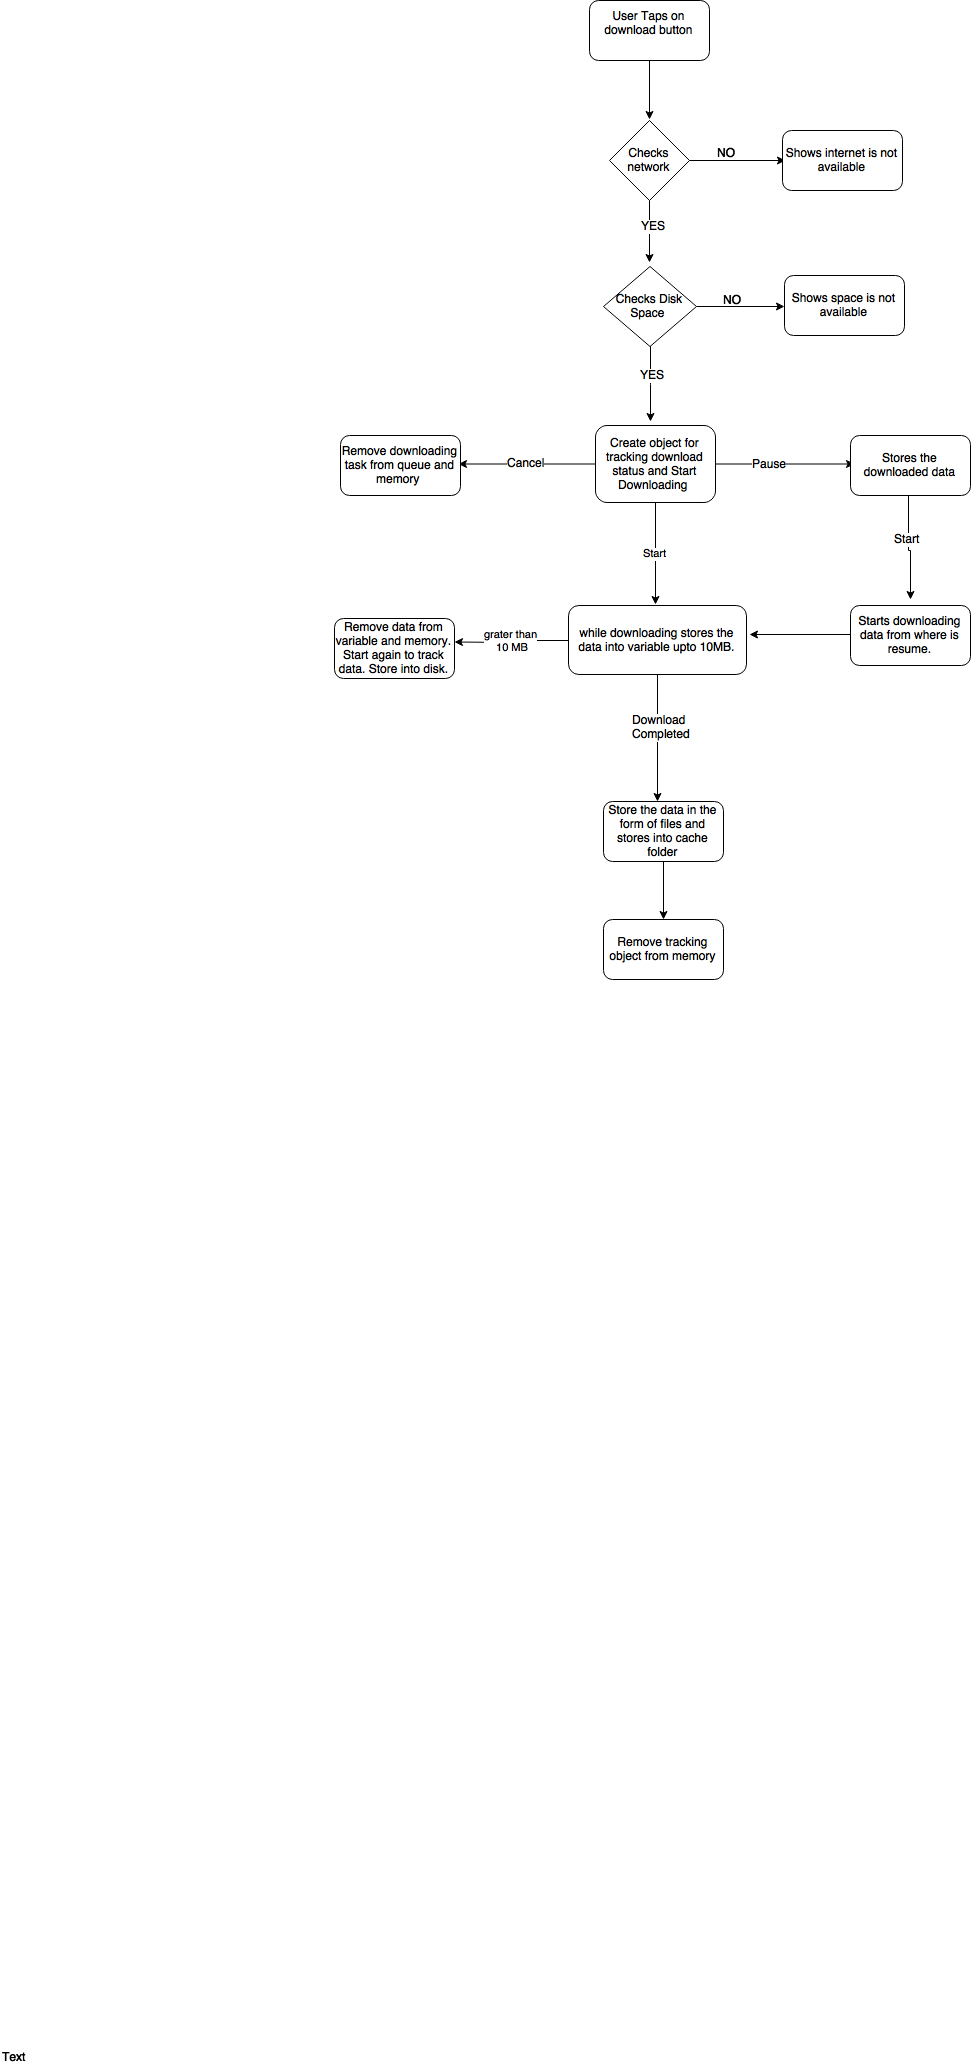 User Taps on
download button
Checks
network
NO
Shows internet is not
available
YES
Checks Disk
Space
NO
Shows space is not
available
YES
Remove downloading
task from queue and
memory
Cancel
Create object for
tracking download
status and Start
Downloading
Pause
Stores the
downloaded data
Start
Start
Remove data from
variable and memory.
Start again to track
data. Store into disk.
grater than
10 MB
while downloading stores the
data into variable upto 10MB.
Starts downloading
data from where is
resume.
Download
Completed
Store the data in the
form of files and
stores into cache
folder
Remove tracking
object from memory
Text